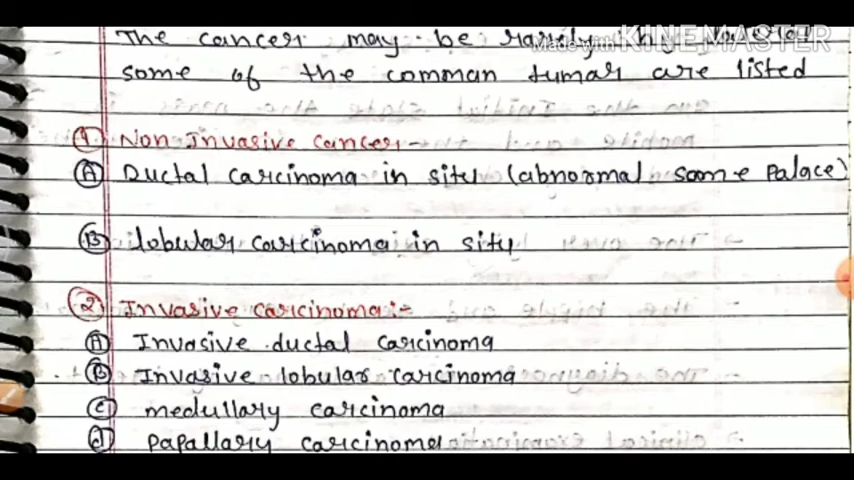 The cancer may be rarely
Made with KINEMASTER
some of the comman tumar are listed
① Non Invasive cancer:-
Ⓐ Ductal carcinoma in situ (abnormal some palace)
Ⓑ lobular carcinoma in situ
② Invasive carcinoma:-
Ⓐ Invasive ductal carcinoma
Ⓑ Invasive lobular carcinoma
Ⓒ medullary carcinoma
ⓓ papallary carcinoma